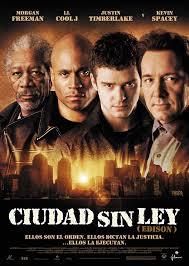 MORGAN FREEMAN
LL COOL J
JUSTIN TIMBERLAKE
KEVIN SPACEY
CIUDAD SIN LEY
(EDISON)
ELLOS SON EL ORDEN. ELLOS DICTAN LA JUSTICIA.
...ELLOS LA EJECUTAN.